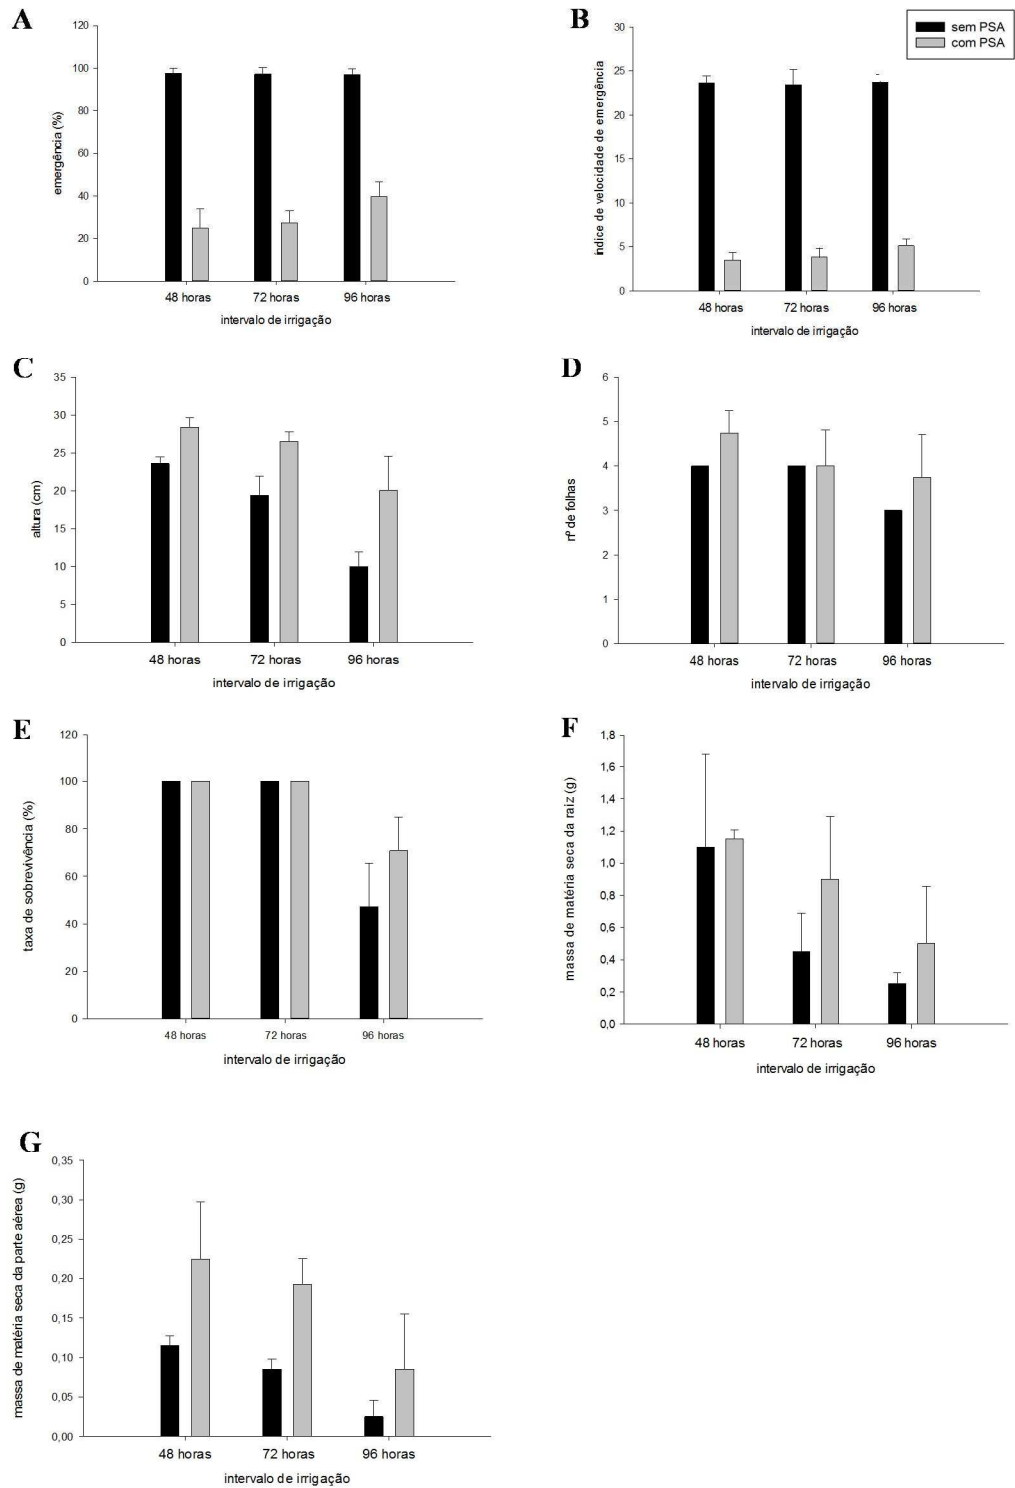 A
120
100
80
60
40
20
0
emergência (%)
48 horas 72 horas 96 horas
intervalo de irrigação
B
sem PSA
com PSA
30
25
20
15
10
5
0
índice de velocidade de emergência
48 horas 72 horas 96 horas
intervalo de irrigação
C
35
30
25
20
15
10
5
0
altura (cm)
48 horas 72 horas 96 horas
intervalo de irrigação
D
6
5
4
3
2
1
0
nº de folhas
48 horas 72 horas 96 horas
intervalo de irrigação
E
120
100
80
60
40
20
0
taxa de sobrevivência (%)
48 horas 72 horas 96 horas
intervalo de irrigação
F
1,8
1,6
1,4
1,2
1,0
0,8
0,6
0,4
0,2
0,0
massa de matéria seca da raiz (g)
48 horas 72 horas 96 horas
intervalo de irrigação
G
0,35
0,30
0,25
0,20
0,15
0,10
0,05
0,00
massa de matéria seca da parte aérea (g)
48 horas 72 horas 96 horas
intervalo de irrigação